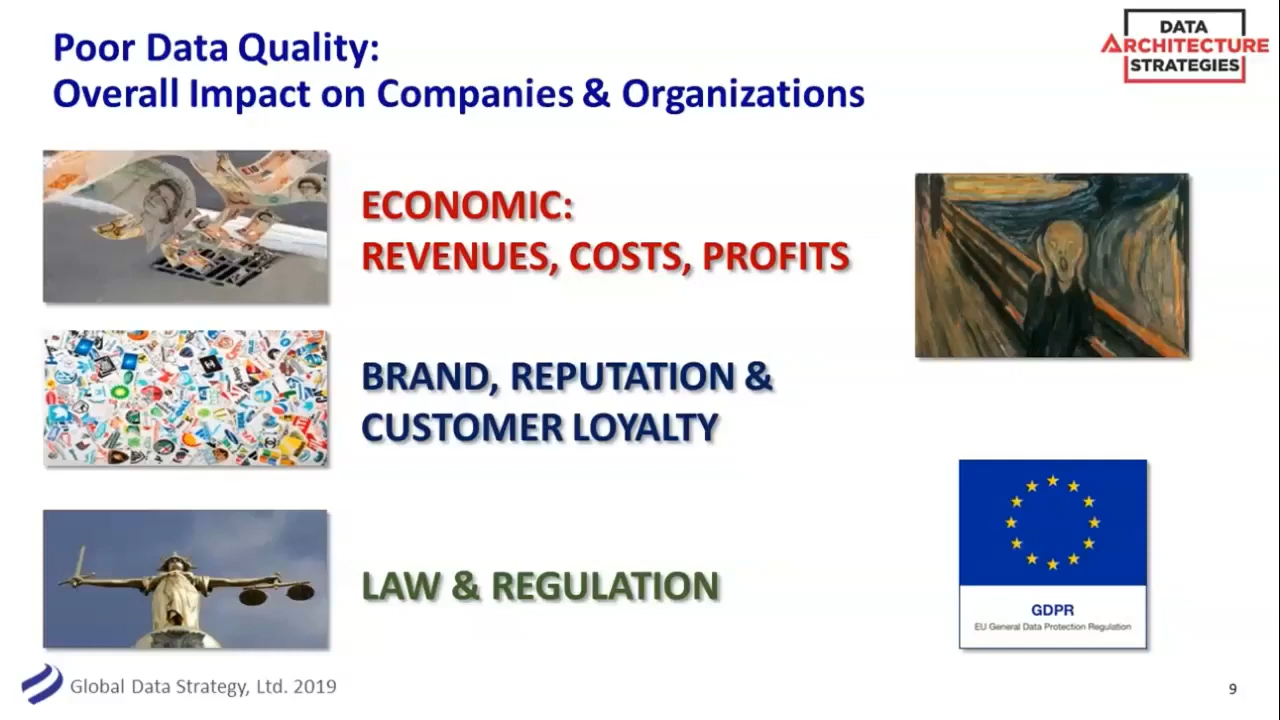 Poor Data Quality:
Overall Impact on Companies & Organizations
DATA
ARCHITECTURE
STRATEGIES
ECONOMIC:
REVENUES, COSTS, PROFITS
BRAND, REPUTATION &
CUSTOMER LOYALTY
LAW & REGULATION
GDPR
EU General Data Protection Regulation
Global Data Strategy, Ltd. 2019
9